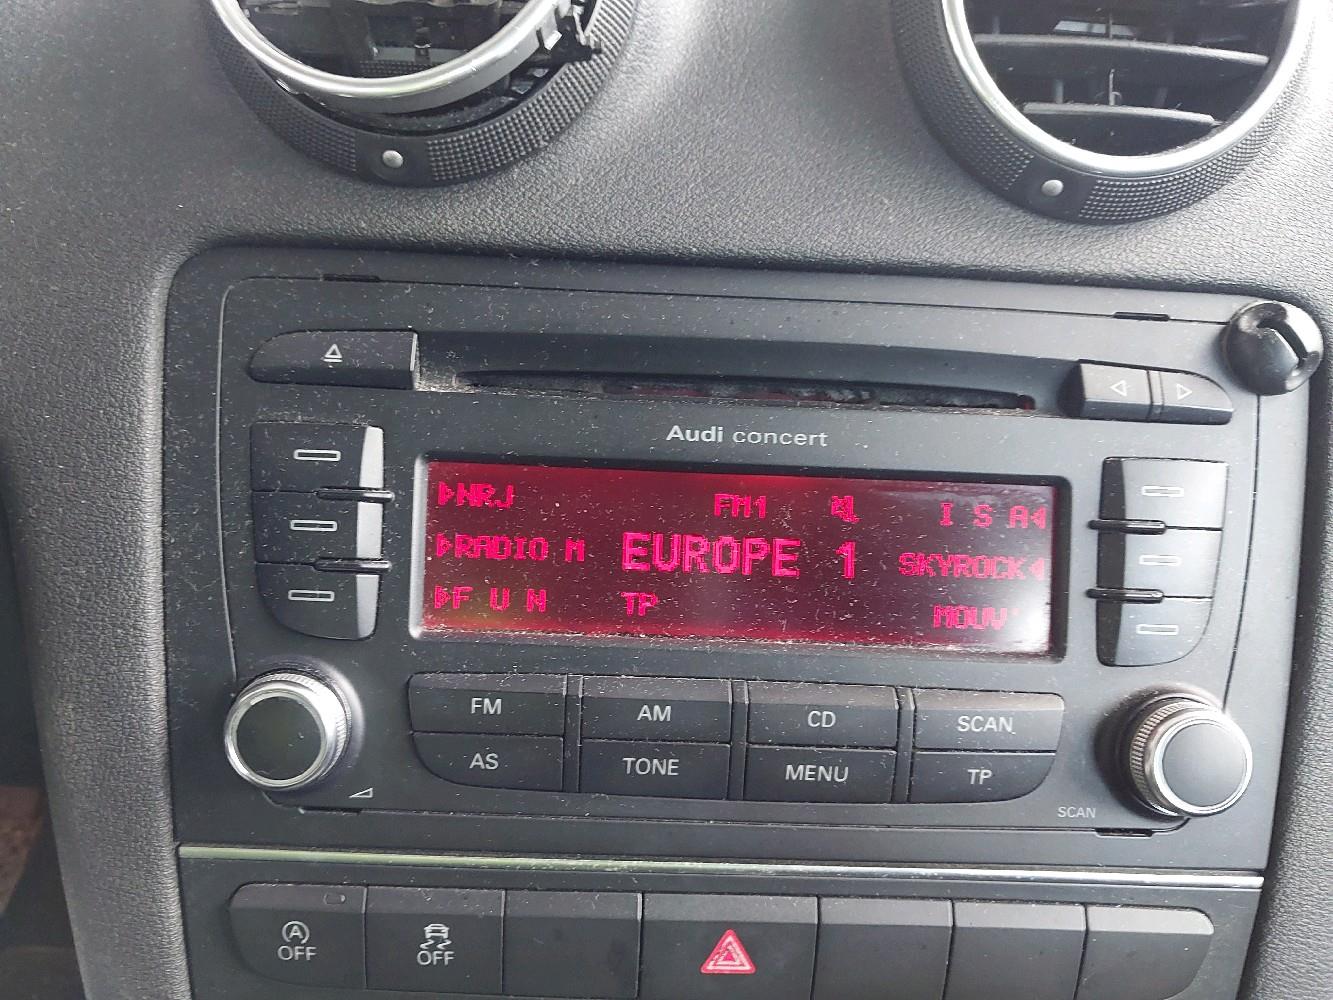 Audi concert
NRJ FM1 I S A
RADIO M EUROPE 1 SKYROCK
F U N TP MOUV'
FM AM CD SCAN
AS TONE MENU TP
SCAN
A
OFF OFF